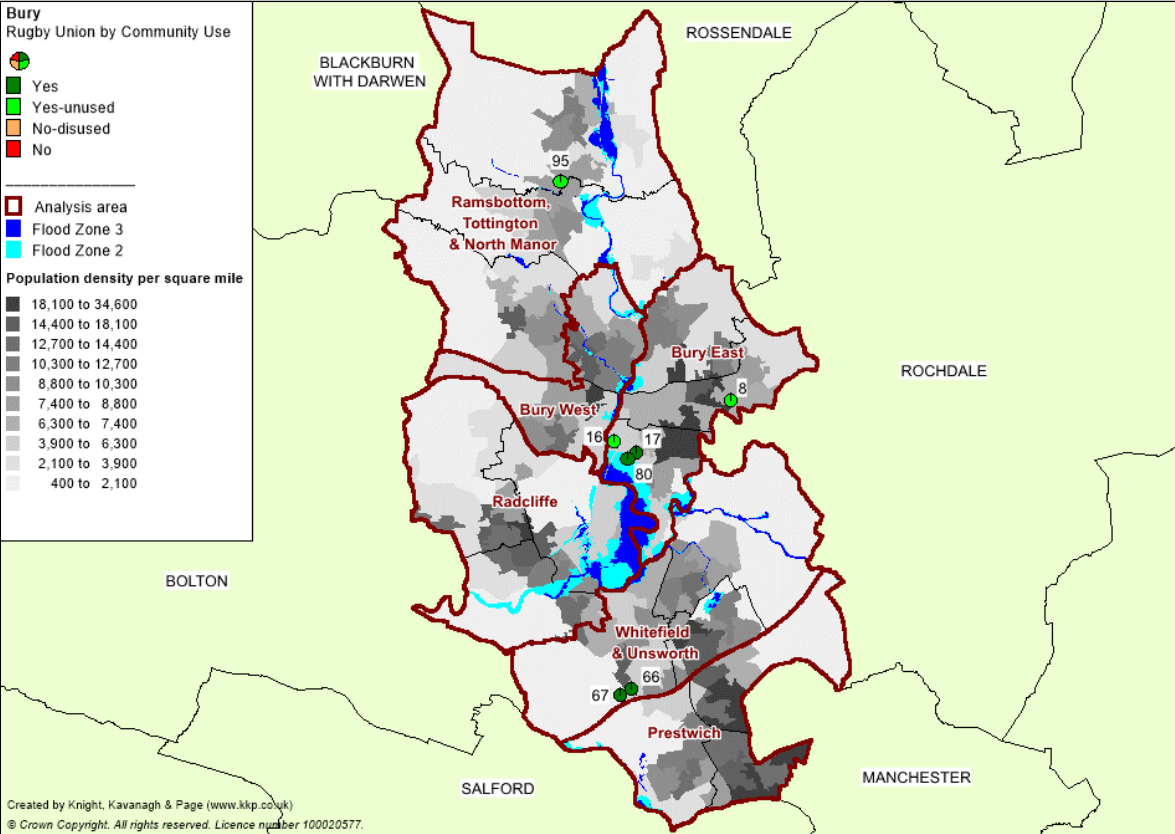 Bury
Rugby Union by Community Use
Yes
Yes-unused
No-disused
No
Analysis area
Flood Zone 3
Flood Zone 2
Population density per square mile
18,100 to 34,600
14,400 to 18,100
12,700 to 14,400
10,300 to 12,700
8,800 to 10,300
7,400 to 8,800
6,300 to 7,400
3,900 to 6,300
2,100 to 3,900
400 to 2,100
ROSSENDALE
BLACKBURN
WITH DARWEN
95
Ramsbottom,
Tottington
& North Manor
Bury East
ROCHDALE
8
Bury West
16
17
80
Radcliffe
BOLTON
Whitefield
& Unsworth
66
67
Prestwich
SALFORD
MANCHESTER
Created by Knight, Kavanagh & Page (www.kkp.co.uk)
© Crown Copyright. All rights reserved. Licence number 100020577.